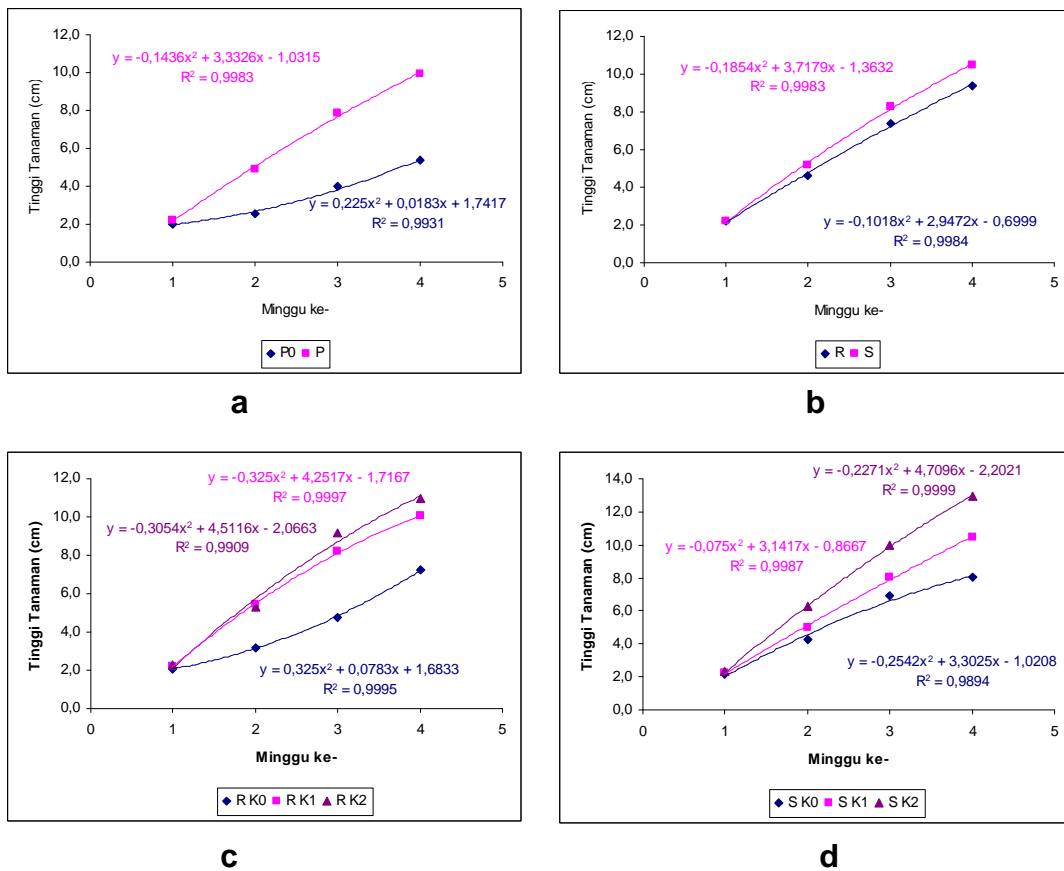 12,0
10,0
8,0
6,0
4,0
2,0
0,0
Tinggi Tanaman (cm)
y = -0,1436x² + 3,3326x - 1,0315
R² = 0,9983
y = 0,225x² + 0,0183x + 1,7417
R² = 0,9931
0 1 2 3 4 5
Minggu ke-
P0 P
a
12,0
10,0
8,0
6,0
4,0
2,0
0,0
Tinggi Tanaman (cm)
y = -0,1854x² + 3,7179x - 1,3632
R² = 0,9983
y = -0,1018x² + 2,9472x - 0,6999
R² = 0,9984
0 1 2 3 4 5
Minggu ke-
R S
b
12,0
10,0
8,0
6,0
4,0
2,0
0,0
Tinggi Tanaman (cm)
y = -0,325x² + 4,2517x - 1,7167
R² = 0,9997
y = -0,3054x² + 4,5116x - 2,0663
R² = 0,9909
y = 0,325x² + 0,0783x + 1,6833
R² = 0,9995
0 1 2 3 4 5
Minggu ke-
R K0 R K1 R K2
c
14,0
12,0
10,0
8,0
6,0
4,0
2,0
0,0
Tinggi Tanaman (cm)
y = -0,2271x² + 4,7096x - 2,2021
R² = 0,9999
y = -0,075x² + 3,1417x - 0,8667
R² = 0,9987
y = -0,2542x² + 3,3025x - 1,0208
R² = 0,9894
0 1 2 3 4 5
Minggu ke-
S K0 S K1 S K2
d